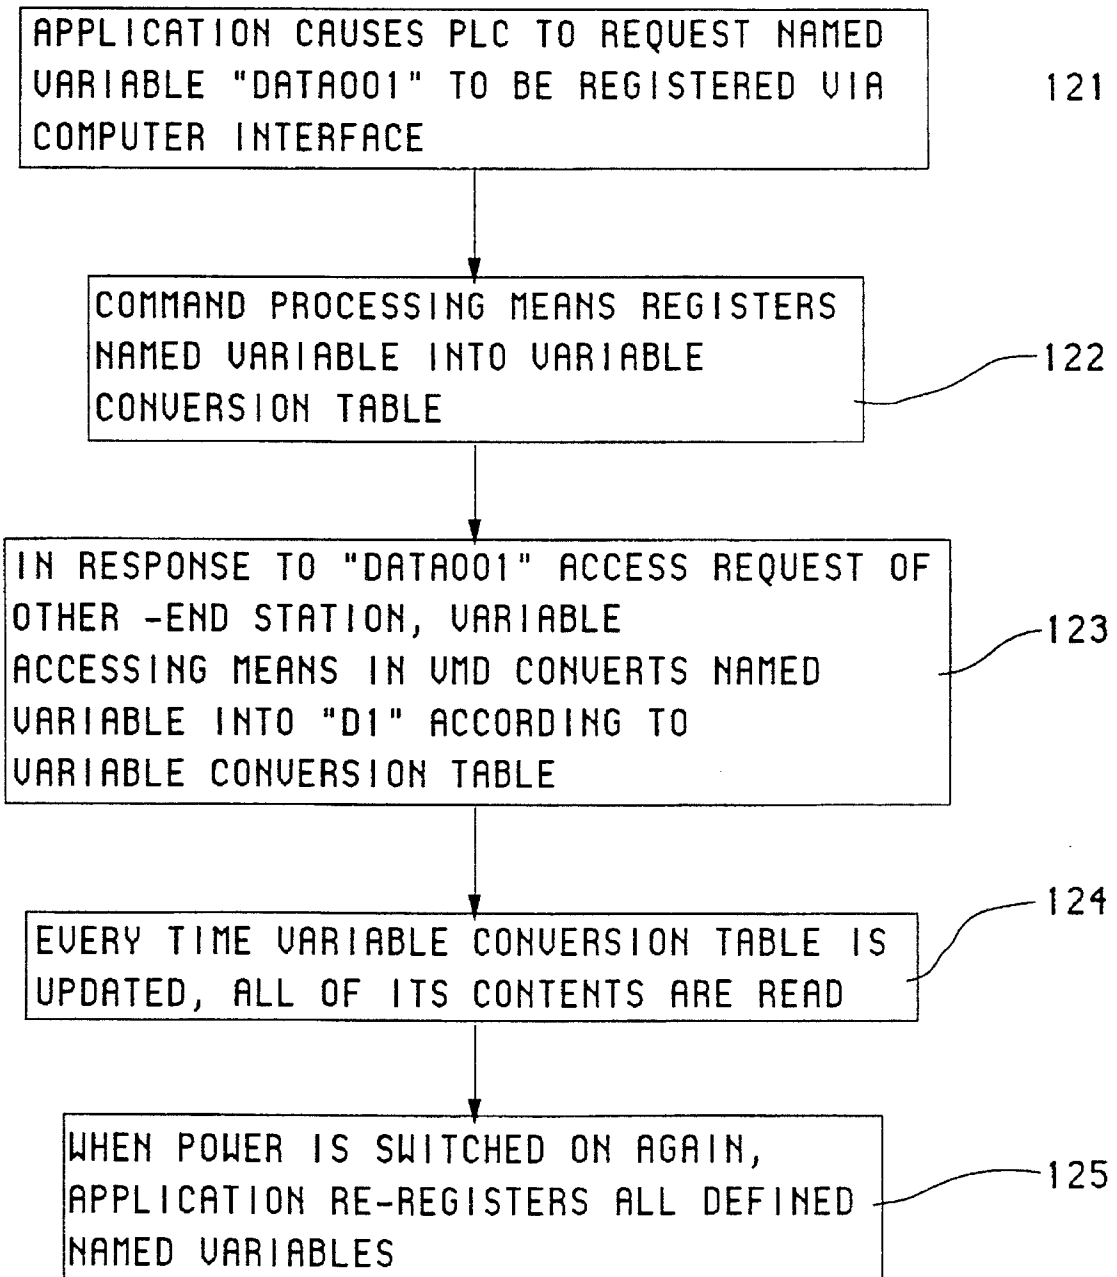 APPLICATION CAUSES PLC TO REQUEST NAMED
VARIABLE "DATA001" TO BE REGISTERED VIA
COMPUTER INTERFACE
121
COMMAND PROCESSING MEANS REGISTERS
NAMED VARIABLE INTO VARIABLE
CONVERSION TABLE
122
IN RESPONSE TO "DATA001" ACCESS REQUEST OF
OTHER -END STATION, VARIABLE
ACCESSING MEANS IN VMD CONVERTS NAMED
VARIABLE INTO "D1" ACCORDING TO
VARIABLE CONVERSION TABLE
123
EVERY TIME VARIABLE CONVERSION TABLE IS
UPDATED, ALL OF ITS CONTENTS ARE READ
124
WHEN POWER IS SWITCHED ON AGAIN,
APPLICATION RE-REGISTERS ALL DEFINED
NAMED VARIABLES
125